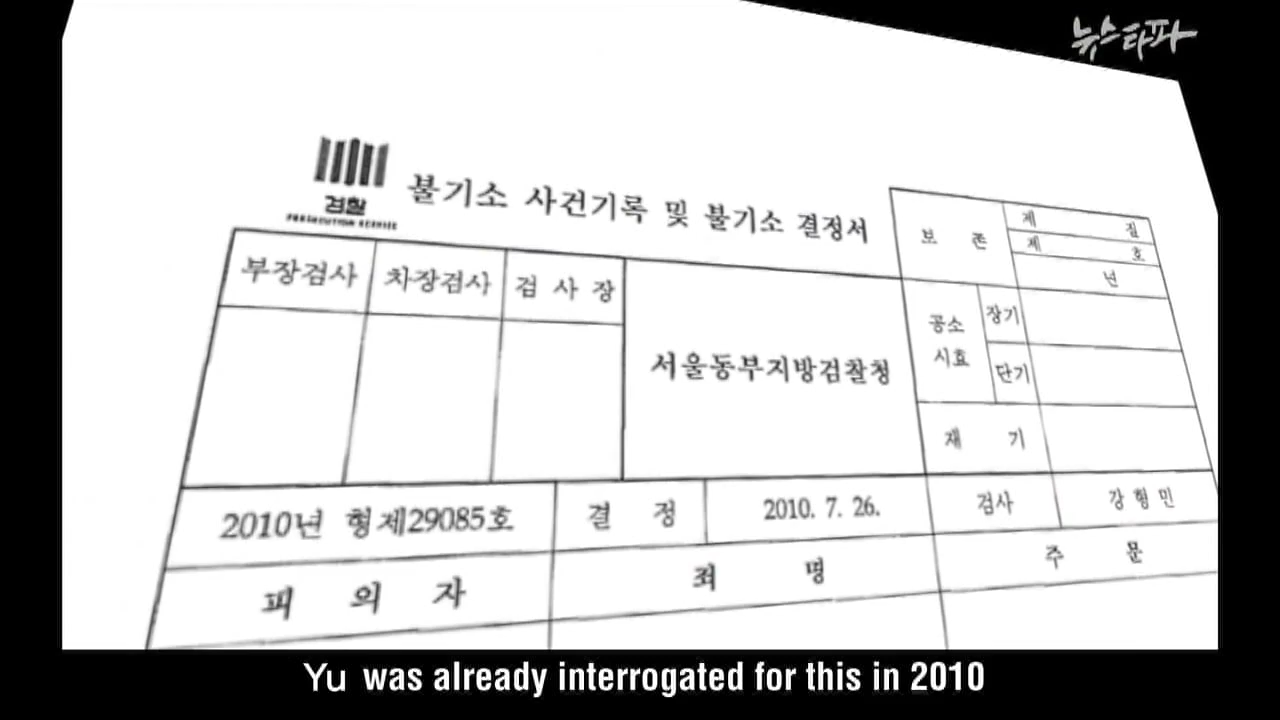 뉴스타파
검찰
PROSECUTION SERVICE
불기소 사건기록 및 불기소 결정서
보 존
제 질
제 호
년
부장검사 차장검사 검 사 장
서울동부지방검찰청
공소
시효
장기
단기
재 기
2010년 형제29085호 결 정 2010. 7. 26. 검사 강형민
피 의 자 죄 명 주 문
Yu was already interrogated for this in 2010